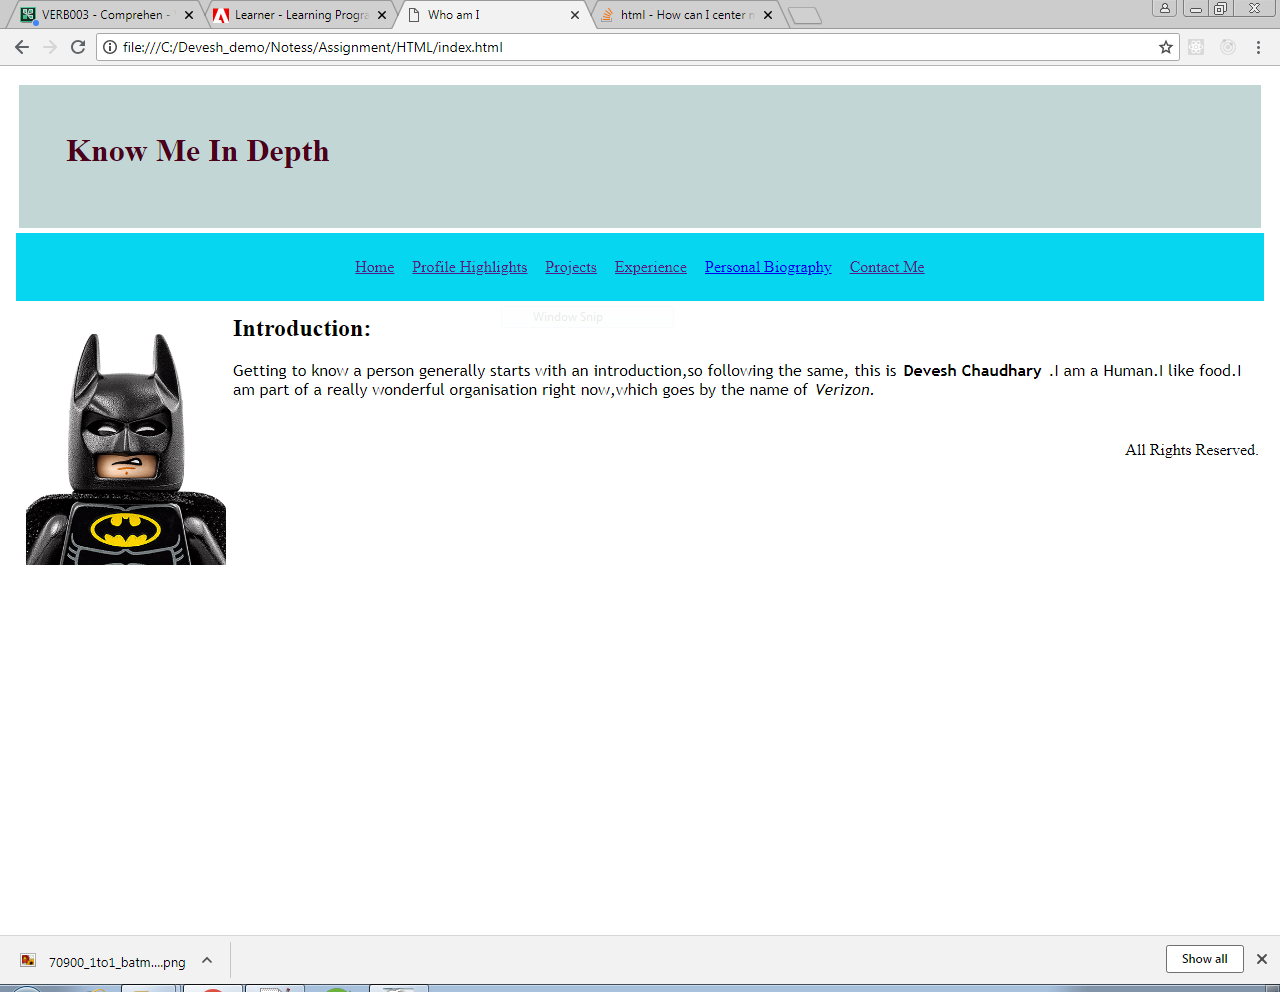 VERB003 - Comprehen -
Learner - Learning Progra
Who am I
html - How can I center
file:///C:/Devesh_demo/Notess/Assignment/HTML/index.html
Know Me In Depth
Home Profile Highlights Projects Experience Personal Biography Contact Me
Window Snip
Introduction:
Getting to know a person generally starts with an introduction,so following the same, this is Devesh Chaudhary .I am a Human.I like food.I
am part of a really wonderful organisation right now,which goes by the name of Verizon.
All Rights Reserved.
70900_1to1_batm....png
Show all